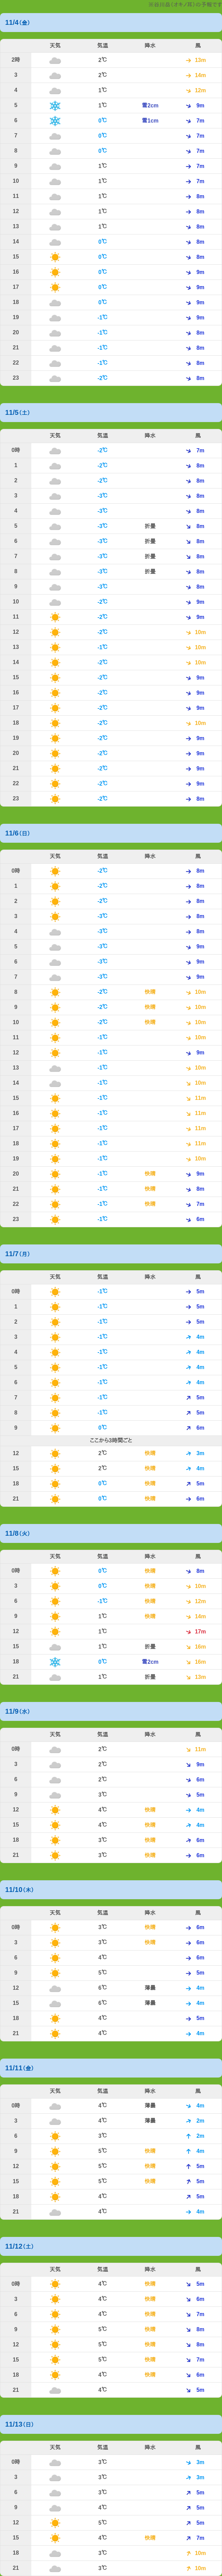 11/4(金)
天気 気温 降水 風
2時 2℃ 13m
3 2℃ 14m
4 1℃ 12m
5 1℃ 雪2cm 9m
6 0℃ 雪1cm 7m
7 0℃ 7m
8 0℃ 7m
9 1℃ 7m
10 1℃ 7m
11 1℃ 8m
12 1℃ 8m
13 1℃ 8m
14 0℃ 8m
15 0℃ 8m
16 0℃ 9m
17 0℃ 9m
18 0℃ 9m
19 -1℃ 9m
20 -1℃ 8m
21 -1℃ 8m
22 -1℃ 8m
23 -2℃ 8m
11/5(土)
天気 気温 降水 風
0時 -2℃ 7m
1 -2℃ 8m
2 -2℃ 8m
3 -3℃ 8m
4 -3℃ 8m
5 -3℃ 折曇 8m
6 -3℃ 折曇 8m
7 -3℃ 折曇 8m
8 -3℃ 折曇 8m
9 -3℃ 8m
10 -2℃ 9m
11 -2℃ 9m
12 -2℃ 10m
13 -1℃ 10m
14 -2℃ 10m
15 -2℃ 9m
16 -2℃ 9m
17 -2℃ 9m
18 -2℃ 10m
19 -2℃ 9m
20 -2℃ 9m
21 -2℃ 9m
22 -2℃ 9m
23 -2℃ 8m
11/6(日)
天気 気温 降水 風
0時 -2℃ 8m
1 -2℃ 8m
2 -2℃ 8m
3 -3℃ 8m
4 -3℃ 8m
5 -3℃ 9m
6 -3℃ 9m
7 -3℃ 9m
8 -2℃ 快晴 10m
9 -2℃ 快晴 10m
10 -2℃ 快晴 10m
11 -1℃ 10m
12 -1℃ 9m
13 -1℃ 10m
14 -1℃ 10m
15 -1℃ 11m
16 -1℃ 11m
17 -1℃ 11m
18 -1℃ 11m
19 -1℃ 10m
20 -1℃ 快晴 9m
21 -1℃ 快晴 8m
22 -1℃ 快晴 7m
23 -1℃ 6m
11/7(月)
天気 気温 降水 風
0時 -1℃ 5m
1 -1℃ 5m
2 -1℃ 5m
3 -1℃ 4m
4 -1℃ 4m
5 -1℃ 4m
6 -1℃ 4m
7 -1℃ 5m
8 -1℃ 5m
9 0℃ 6m
ここから3時間ごと
12 2℃ 快晴 3m
15 2℃ 快晴 4m
18 0℃ 快晴 5m
21 0℃ 快晴 6m
11/8(火)
天気 気温 降水 風
0時 0℃ 快晴 8m
3 0℃ 快晴 10m
6 -1℃ 快晴 12m
9 1℃ 快晴 14m
12 1℃ 17m
15 1℃ 折曇 16m
18 0℃ 雪2cm 16m
21 1℃ 折曇 13m
11/9(水)
天気 気温 降水 風
0時 2℃ 11m
3 2℃ 9m
6 2℃ 6m
9 3℃ 5m
12 4℃ 快晴 4m
15 4℃ 快晴 4m
18 3℃ 快晴 6m
21 3℃ 快晴 6m
11/10(木)
天気 気温 降水 風
0時 3℃ 快晴 6m
3 3℃ 快晴 6m
6 4℃ 6m
9 5℃ 5m
12 6℃ 薄曇 4m
15 6℃ 薄曇 4m
18 4℃ 5m
21 4℃ 4m
11/11(金)
天気 気温 降水 風
0時 4℃ 薄曇 4m
3 4℃ 薄曇 2m
6 3℃ 2m
9 5℃ 快晴 4m
12 5℃ 快晴 5m
15 5℃ 快晴 5m
18 4℃ 5m
21 4℃ 4m
11/12(土)
天気 気温 降水 風
0時 4℃ 快晴 5m
3 4℃ 快晴 6m
6 4℃ 快晴 7m
9 5℃ 快晴 8m
12 5℃ 快晴 8m
15 5℃ 快晴 7m
18 4℃ 快晴 6m
21 4℃ 5m
11/13(日)
天気 気温 降水 風
0時 3℃ 3m
3 3℃ 3m
6 3℃ 5m
9 4℃ 5m
12 5℃ 5m
15 4℃ 快晴 7m
18 3℃ 10m
21 3℃ 10m